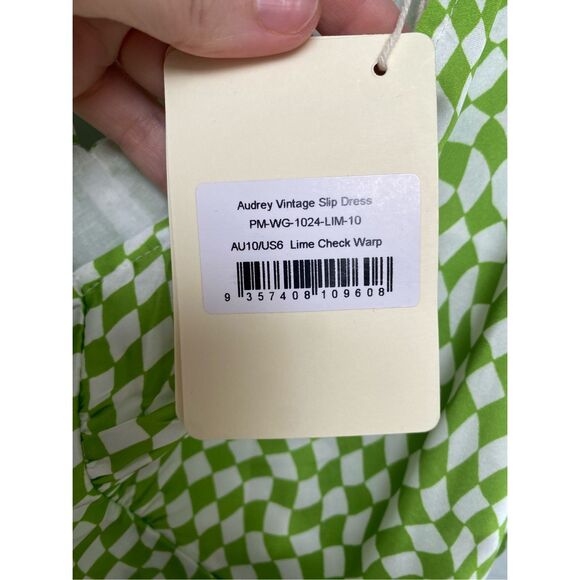 Audrey Vintage Slip Dress
PM-WG-1024-LIM-10
AU10/US6 Lime Check Warp
9 357408 109608